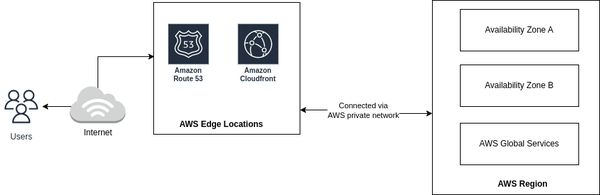 Users
Internet
53
Amazon
Route 53
Amazon
Cloudfront
AWS Edge Locations
Connected via
AWS private network
Availability Zone A
Availability Zone B
AWS Global Services
AWS Region